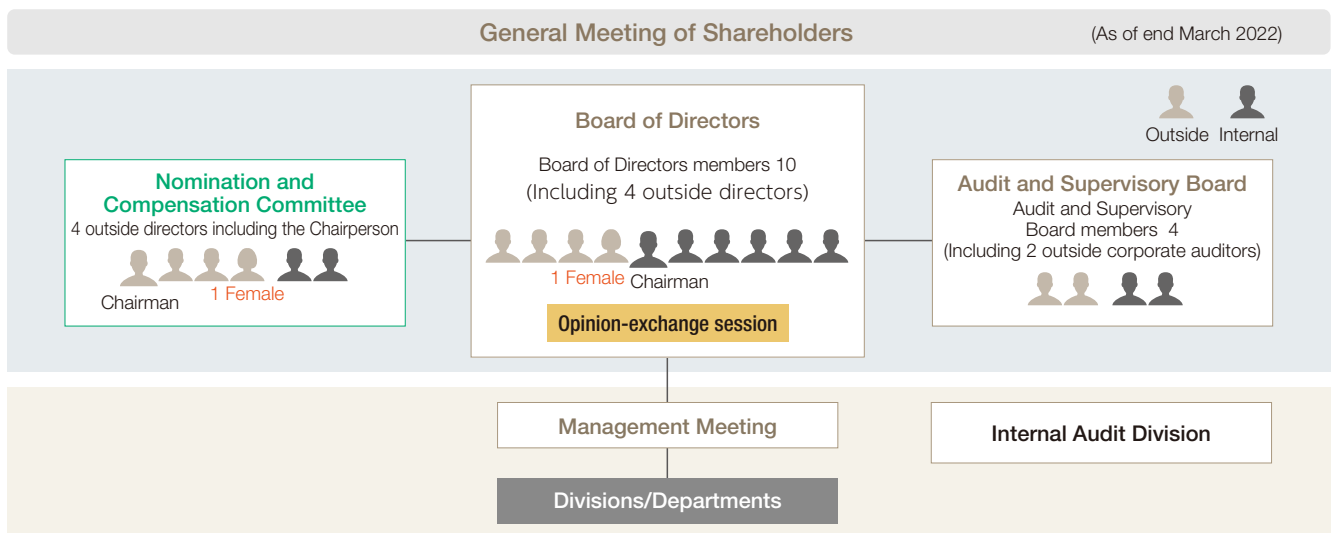 General Meeting of Shareholders
(As of end March 2022)
Outside Internal
Nomination and
Compensation Committee
4 outside directors including the Chairperson
Chairman
1 Female
Board of Directors
Board of Directors members 10
(Including 4 outside directors)
1 Female Chairman
Opinion-exchange session
Audit and Supervisory Board
Audit and Supervisory
Board members 4
(Including 2 outside corporate auditors)
Management Meeting
Internal Audit Division
Divisions/Departments